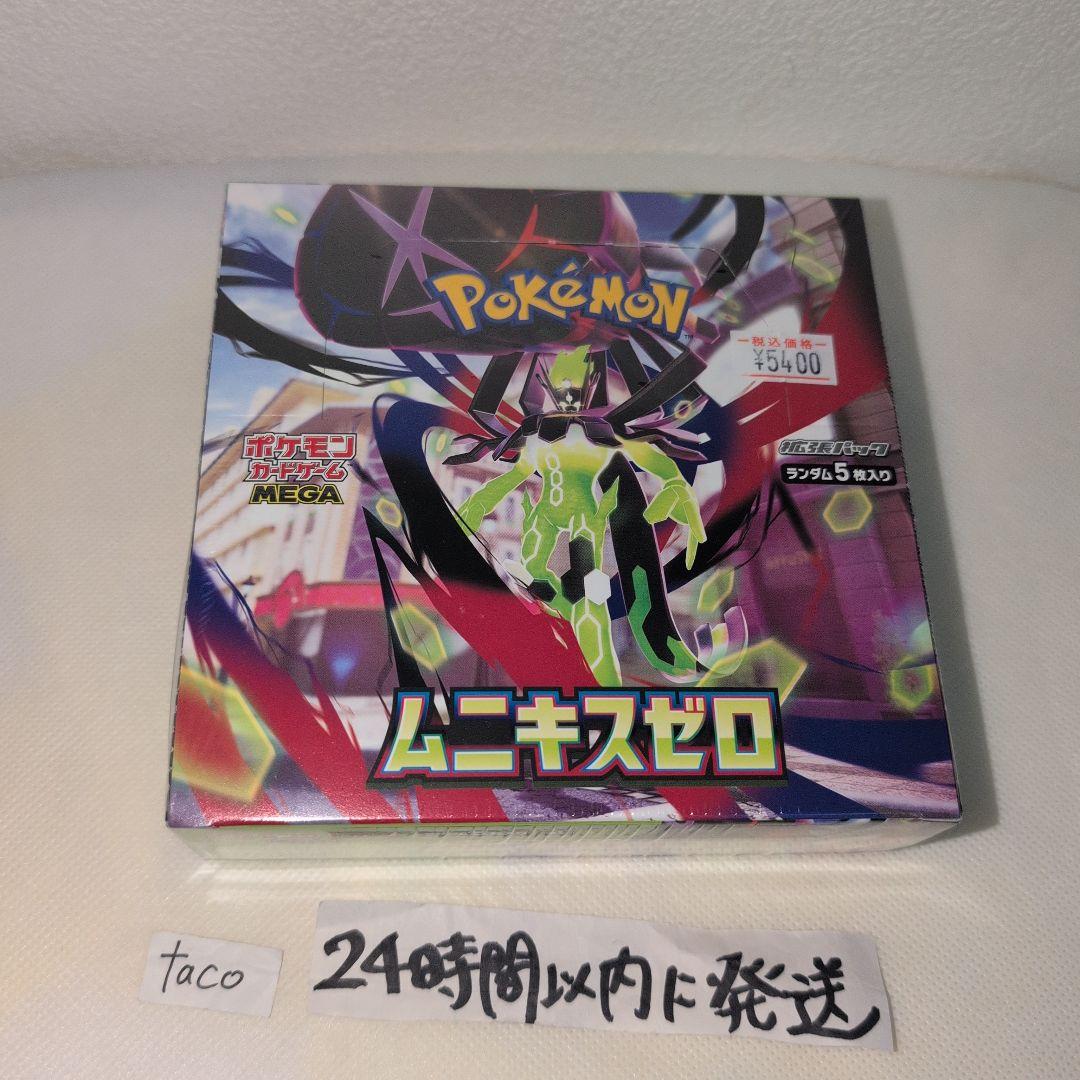 POKéMON
TM
税込価格
¥5400
ポケモン
カードゲーム
MEGA
拡張パック
ランダム5枚入り
ムニキスゼロ
taco
24時間以内に発送